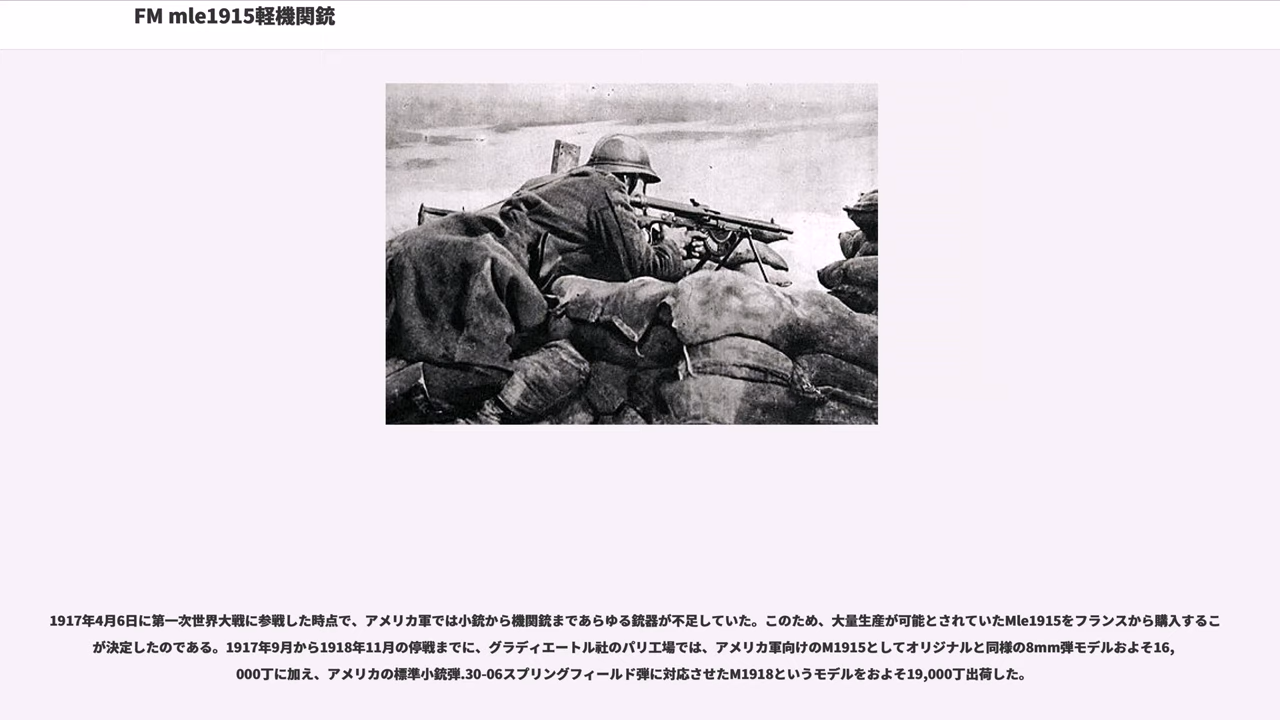 FM mle1915軽機関銃
1917年4月6日に第一次世界大戦に参戦した時点で、アメリカ軍では小銃から機関銃まであらゆる銃器が不足していた。このため、大量生産が可能とされていたMle1915をフランスから購入するこ
が決定したのである。1917年9月から1918年11月の停戦までに、グラディエートル社のパリ工場では、アメリカ軍向けのM1915としてオリジナルと同様の8mm弾モデルおよそ16,
000丁に加え、アメリカの標準小銃弾.30-06スプリングフィールド弾に対応させたM1918というモデルをおよそ19,000丁出荷した。